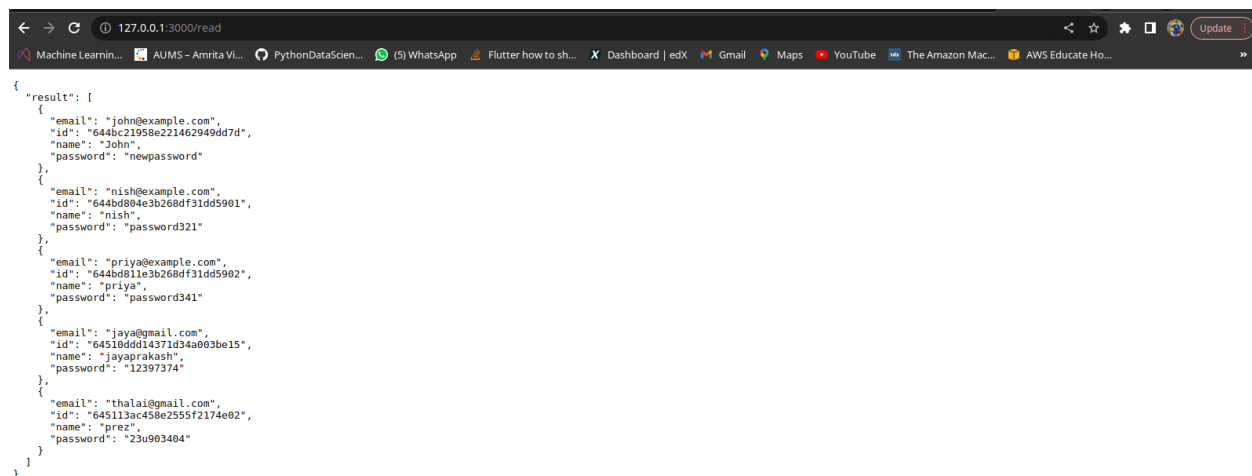 127.0.0.1:3000/read
Update
Machine Learnin... AUMS – Amrita Vi... PythonDataScien... (5) WhatsApp Flutter how to sh... Dashboard | edX Gmail Maps YouTube The Amazon Mac... AWS Educate Ho... »
{
  "result": [
    {
      "email": "john@example.com",
      "id": "644bc21958e221462949dd7d",
      "name": "John",
      "password": "newpassword"
    },
    {
      "email": "nish@example.com",
      "id": "644bd804e3b268df31dd5901",
      "name": "nish",
      "password": "password321"
    },
    {
      "email": "priya@example.com",
      "id": "644bd811e3b268df31dd5902",
      "name": "priya",
      "password": "password341"
    },
    {
      "email": "jaya@gmail.com",
      "id": "64510ddd14371d34a003be15",
      "name": "jayaprakash",
      "password": "12397374"
    },
    {
      "email": "thalai@gmail.com",
      "id": "645113ac458e2555f2174e02",
      "name": "prez",
      "password": "23u903404"
    }
  ]
}